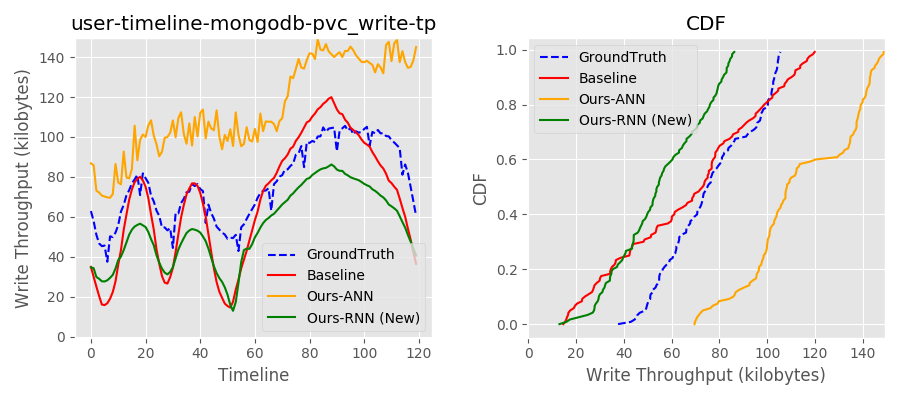 user-timeline-mongodb-pvc_write-tp
Write Throughput (kilobytes)
140
120
100
80
60
40
20
0
GroundTruth
Baseline
Ours-ANN
Ours-RNN (New)
0 20 40 60 80 100 120
Timeline
CDF
CDF
1.0
0.8
0.6
0.4
0.2
0.0
GroundTruth
Baseline
Ours-ANN
Ours-RNN (New)
0 20 40 60 80 100 120 140
Write Throughput (kilobytes)